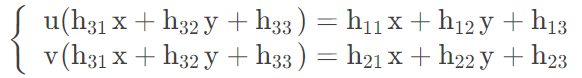 u(h₃₁ x + h₃₂ y + h₃₃) = h₁₁ x + h₁₂ y + h₁₃
v(h₃₁ x + h₃₂ y + h₃₃) = h₂₁ x + h₂₂ y + h₂₃